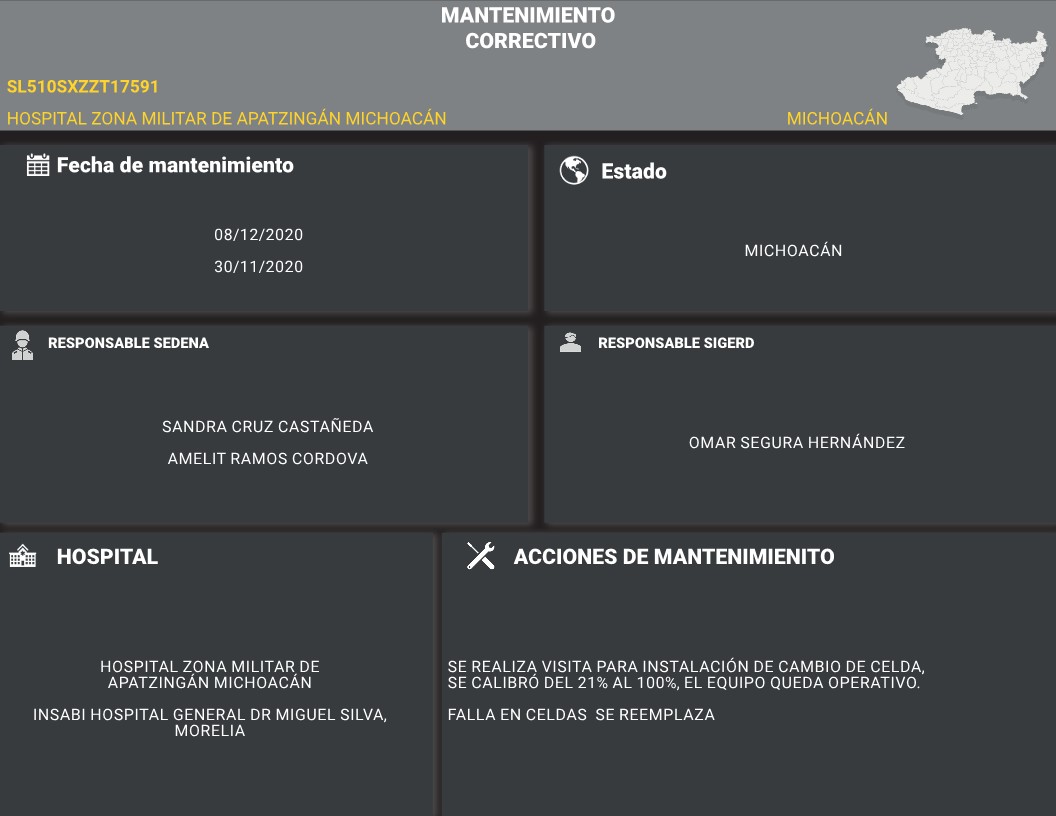 MANTENIMIENTO
CORRECTIVO
SL510SXZZT17591
HOSPITAL ZONA MILITAR DE APATZINGÁN MICHOACÁN
MICHOACÁN
Fecha de mantenimiento
08/12/2020
30/11/2020
Estado
MICHOACÁN
RESPONSABLE SEDENA
SANDRA CRUZ CASTAÑEDA
AMELIT RAMOS CORDOVA
RESPONSABLE SIGERD
OMAR SEGURA HERNÁNDEZ
HOSPITAL
HOSPITAL ZONA MILITAR DE
APATZINGÁN MICHOACÁN
INSABI HOSPITAL GENERAL DR MIGUEL SILVA,
MORELIA
ACCIONES DE MANTENIMIENITO
SE REALIZA VISITA PARA INSTALACIÓN DE CAMBIO DE CELDA,
SE CALIBRÓ DEL 21% AL 100%, EL EQUIPO QUEDA OPERATIVO.
FALLA EN CELDAS  SE REEMPLAZA